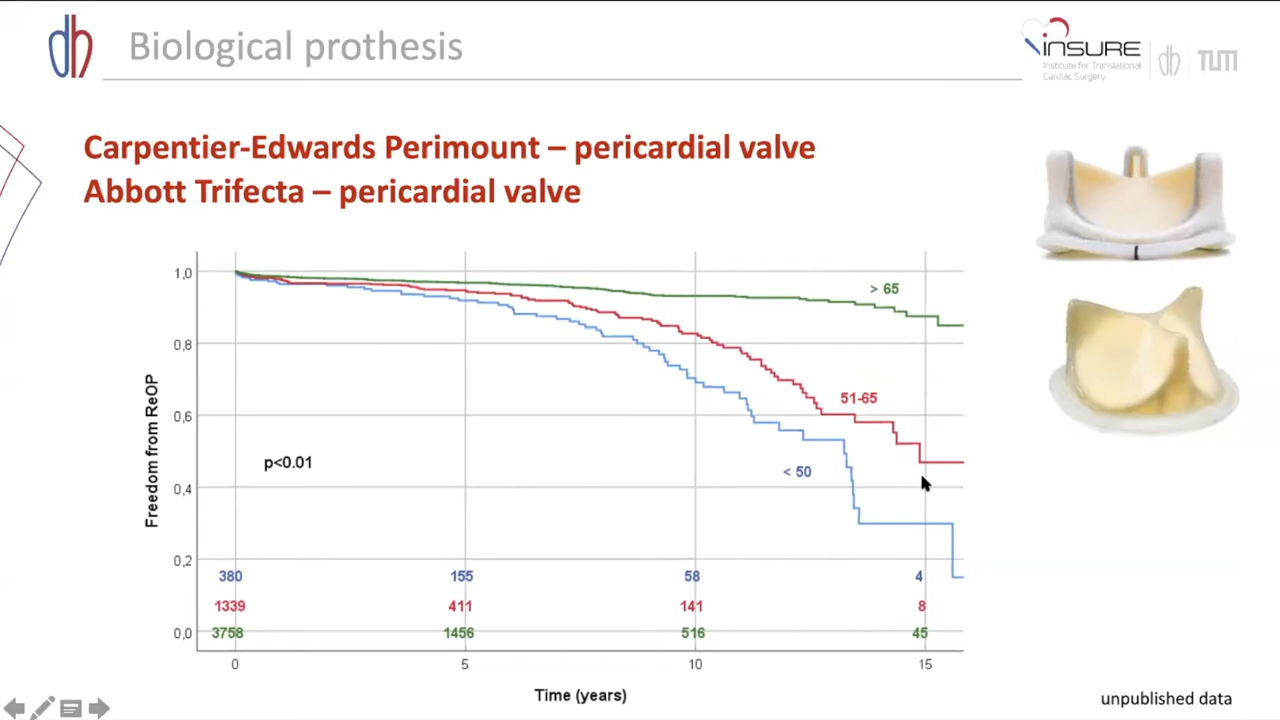 Biological prothesis
INSURE
Institute for Translational
Cardiac Surgery
TUM
Carpentier-Edwards Perimount – pericardial valve
Abbott Trifecta – pericardial valve
Freedom from ReOP
1,0
0,8
0,6
0,4
0,2
0,0
> 65
51-65
< 50
p<0.01
380 155 58 4
1339 411 141 8
3758 1456 516 45
0 5 10 15
Time (years)
unpublished data